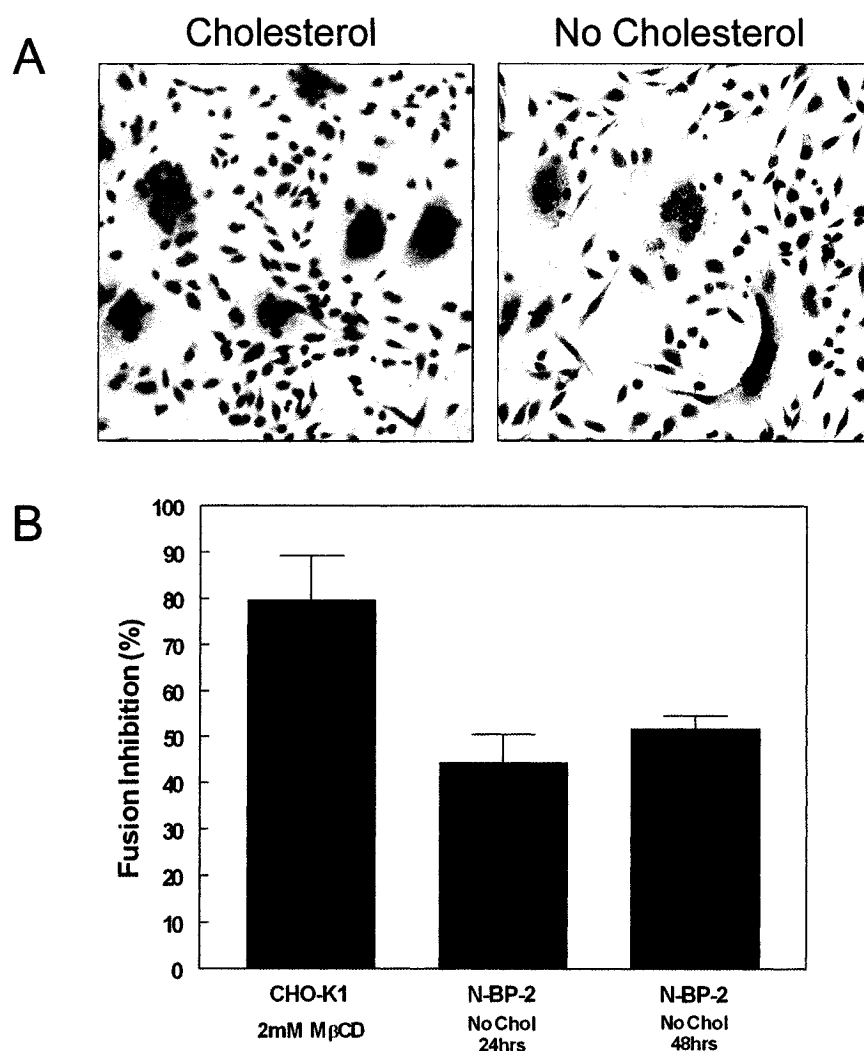 Cholesterol
No Cholesterol
A
B
100
90
80
70
60
50
40
30
20
10
0
Fusion Inhibition (%)
CHO-K1
2mM MβCD
N-BP-2
No Chol
24hrs
N-BP-2
No Chol
48hrs